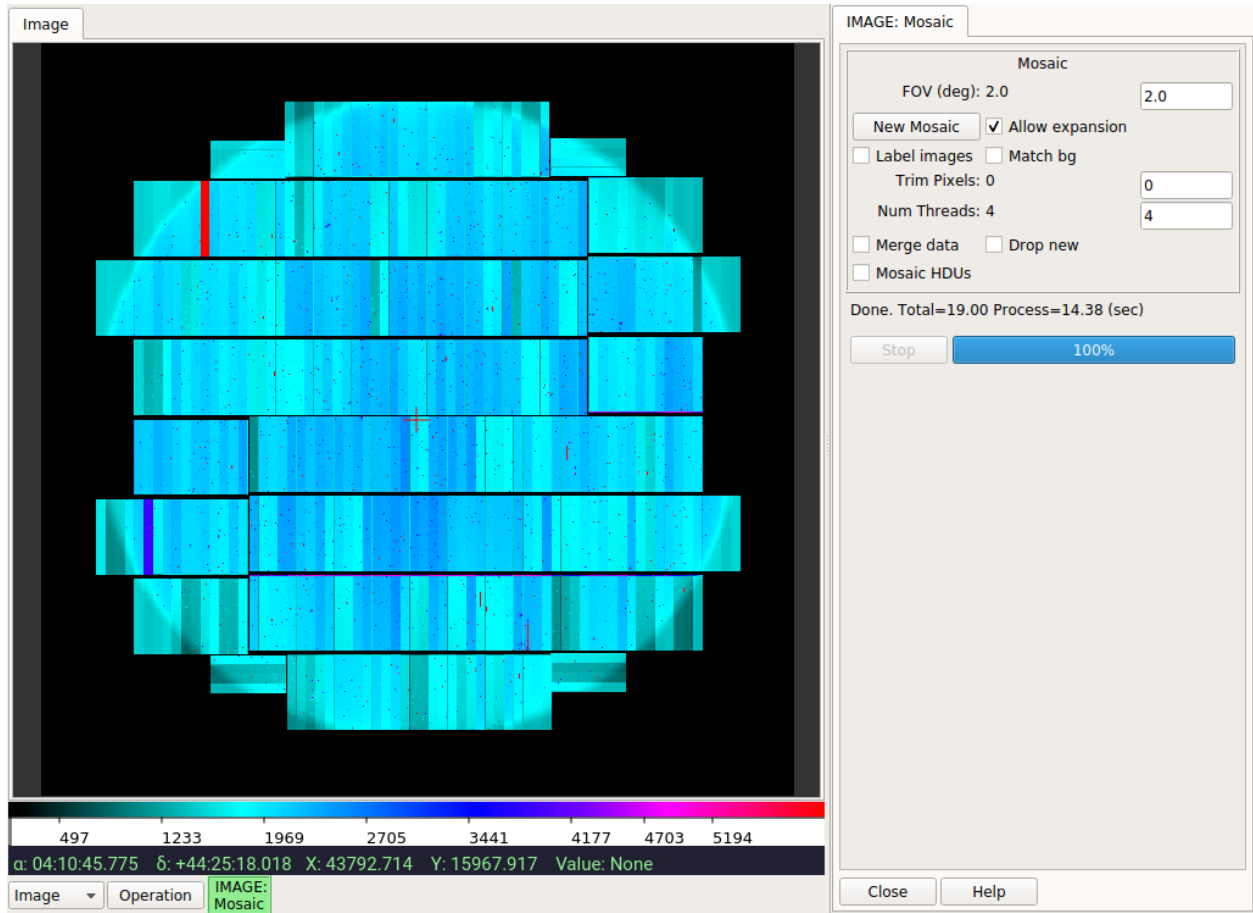 Image
IMAGE: Mosaic
Mosaic
FOV (deg): 2.0 2.0
New Mosaic Allow expansion
Label images Match bg
Trim Pixels: 0 0
Num Threads: 4 4
Merge data Drop new
Mosaic HDUs
Done. Total=19.00 Process=14.38 (sec)
Stop 100%
497 1233 1969 2705 3441 4177 4703 5194
α: 04:10:45.775 δ: +44:25:18.018 X: 43792.714 Y: 15967.917 Value: None
Image Operation IMAGE: Mosaic
Close Help